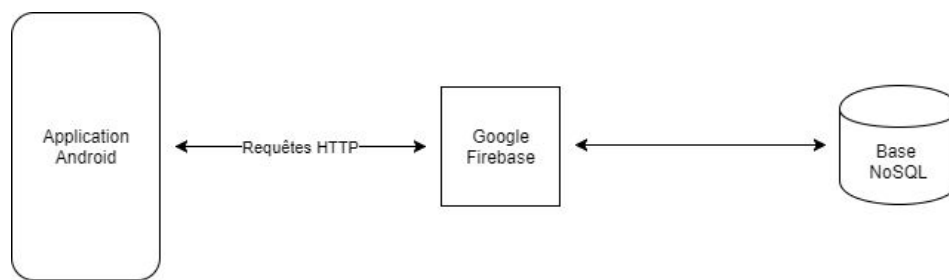 Application
Android
Requêtes HTTP
Google
Firebase
Base
NoSQL